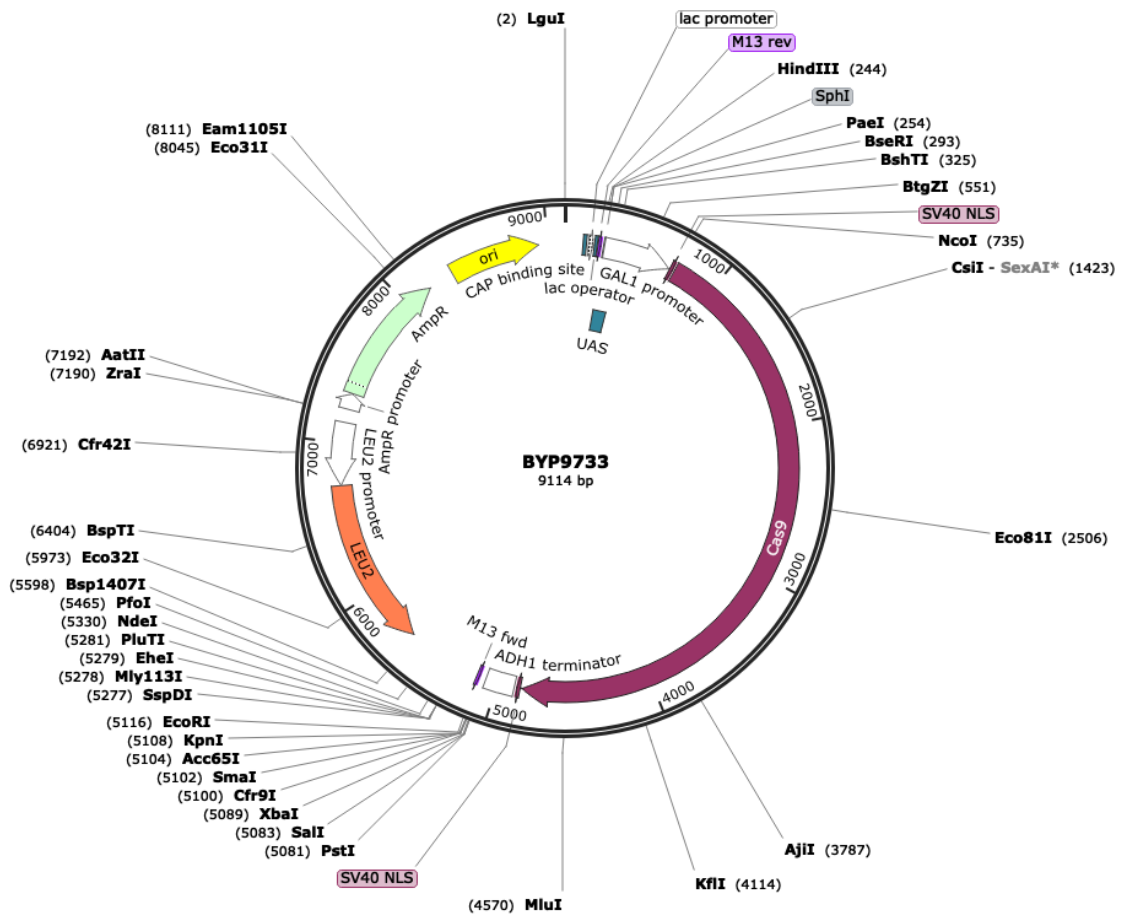 (2) LguI
lac promoter
M13 rev
HindIII (244)
SphI
PaeI (254)
BseRI (293)
BshTI (325)
BtgZI (551)
SV40 NLS
NcoI (735)
CsiI - SexAI* (1423)
Eco81I (2506)
AjiI (3787)
KflI (4114)
(4570) MluI
SV40 NLS
(5081) PstI
(5083) SalI
(5089) XbaI
(5100) Cfr9I
(5102) SmaI
(5104) Acc65I
(5108) KpnI
(5116) EcoRI
(5277) SspDI
(5278) Mly113I
(5279) EheI
(5281) PluTI
(5330) NdeI
(5465) PfoI
(5598) Bsp1407I
(5973) Eco32I
(6404) BspTI
(6921) Cfr42I
(7190) ZraI
(7192) AatII
(8045) Eco31I
(8111) Eam1105I
1000
2000
3000
4000
5000
6000
7000
8000
9000
ori
CAP binding site
lac operator
GAL1 promoter
UAS
Cas9
ADH1 terminator
M13 fwd
LEU2
LEU2 promoter
AmpR promoter
AmpR
BYP9733
9114 bp